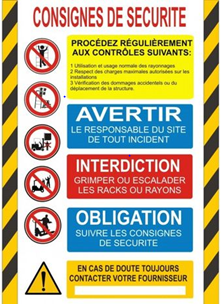 CONSIGNES DE SECURITE
PROCÉDEZ RÉGULIÈREMENT
AUX CONTRÔLES SUIVANTS:
1 Utilisation et usage normale des rayonnages
2 Respect des charges maximales autorisées sur les
installations
3 Vérification des dommages accidentels ou du
déplacement de la structure.
AVERTIR
LE RESPONSABLE DU SITE
DE TOUT INCIDENT
INTERDICTION
GRIMPER OU ESCALADER
LES RACKS OU RAYONS
OBLIGATION
SUIVRE LES CONSIGNES
DE SECURITE
EN CAS DE DOUTE TOUJOURS
CONTACTER VOTRE FOURNISSEUR